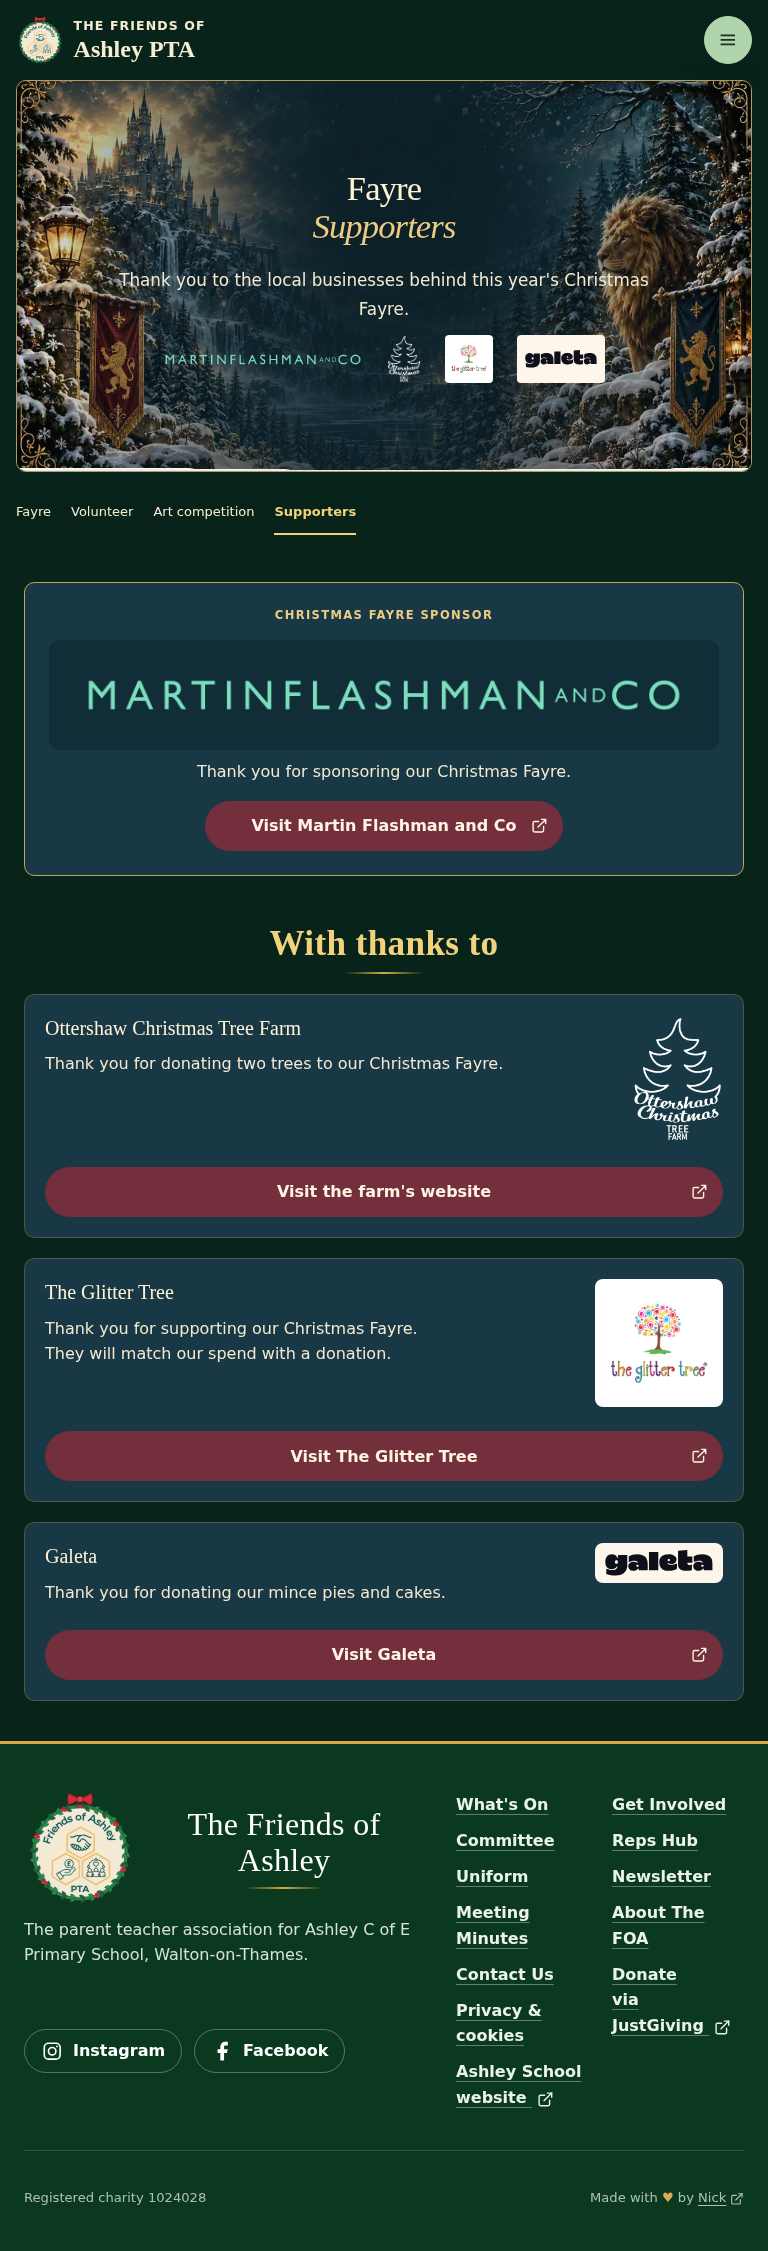 THE FRIENDS OF
Ashley PTA
Fayre
Supporters
Thank you to the local businesses behind this year's Christmas
Fayre.
MARTINFLASHMANANDCO
Ottershaw
Christmas
TREE
FARM
the glitter tree
galeta
Fayre
Volunteer
Art competition
Supporters
CHRISTMAS FAYRE SPONSOR
MARTINFLASHMANANDCO
Thank you for sponsoring our Christmas Fayre.
Visit Martin Flashman and Co
With thanks to
Ottershaw Christmas Tree Farm
Thank you for donating two trees to our Christmas Fayre.
Ottershaw
Christmas
TREE
FARM
Visit the farm's website
The Glitter Tree
Thank you for supporting our Christmas Fayre.
They will match our spend with a donation.
the glitter tree®
Visit The Glitter Tree
Galeta
Thank you for donating our mince pies and cakes.
galeta
Visit Galeta
Friends of Ashley
PTA
The Friends of
Ashley
The parent teacher association for Ashley C of E
Primary School, Walton-on-Thames.
Instagram
Facebook
What's On
Committee
Uniform
Meeting
Minutes
Contact Us
Privacy &
cookies
Ashley School
website
Get Involved
Reps Hub
Newsletter
About The
FOA
Donate
via
JustGiving
Registered charity 1024028
Made with ♥ by Nick